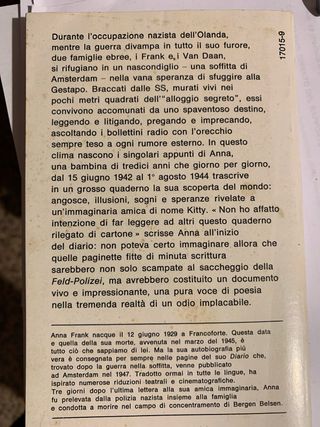 Durante l'occupazione nazista dell'Olanda,
mentre la guerra divampa in tutto il suo furore,
due famiglie ebree, i Frank e, i Van Daan,
si rifugiano in un nascondiglio — una soffitta di
Amsterdam — nella vana speranza di sfuggire alla
Gestapo. Braccati dalle SS, murati vivi nei
pochi metri quadrati dell'"alloggio segreto", essi
convivono accomunati da uno spaventoso destino,
leggendo e litigando, pregando e imprecando,
ascoltando i bollettini radio con l'orecchio
sempre teso a ogni rumore esterno. In questo
clima nascono i singolari appunti di Anna,
una bambina di tredici anni che giorno per giorno,
dal 15 giugno 1942 al 1° agosto 1944 trascrive
in un grosso quaderno la sua scoperta del mondo:
angosce, illusioni, sogni e speranze rivelate a
un'immaginaria amica di nome Kitty. « Non ho affatto
intenzione di far leggere ad altri questo quaderno
rilegato di cartone » scrisse Anna all'inizio
del diario: non poteva certo immaginare allora che
quelle paginette fitte di minuta scrittura
sarebbero non solo scampate al saccheggio della
Feld-Polizei, ma avrebbero costituito un documento
vivo e impressionante, una pura voce di poesia
nella tremenda realtà di un odio implacabile.
Anna Frank nacque il 12 giugno 1929 a Francoforte. Questa data
e quella della sua morte, avvenuta nel marzo del 1945, è
tutto ciò che sappiamo di lei. Ma la sua autobiografia più
vera è consegnata per sempre nelle pagine del suo Diario che,
trovato dopo la guerra nella soffitta, venne pubblicato
ad Amsterdam nel 1947. Tradotto ormai in tutte le lingue, ha
ispirato numerose riduzioni teatrali e cinematografiche.
Tre giorni dopo l'ultima lettera alla sua amica immaginaria, Anna
fu prelevata dalla polizia nazista insieme alla famiglia
e condotta a morire nel campo di concentramento di Bergen Belsen.
17015-9